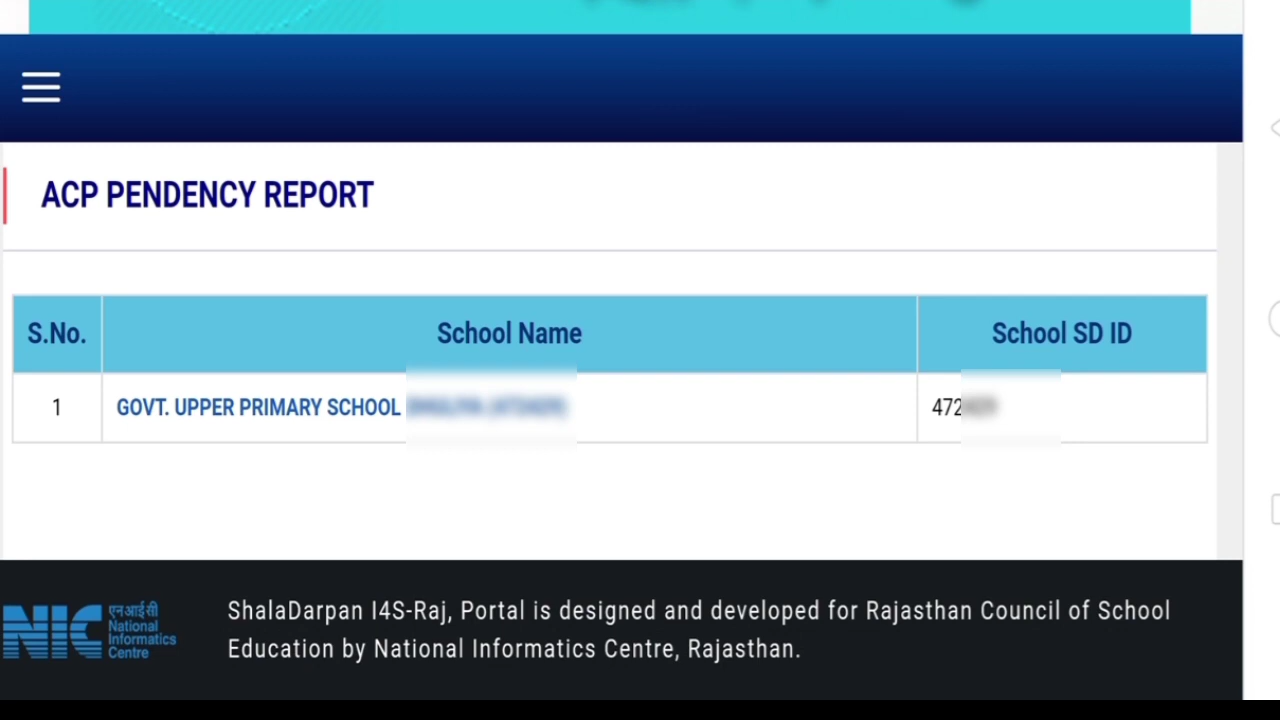 ACP PENDENCY REPORT
S.No. School Name School SD ID
1 GOVT. UPPER PRIMARY SCHOOL 472
NIC एन आई सी
National
Informatics
Centre
ShalaDarpan I4S-Raj, Portal is designed and developed for Rajasthan Council of School
Education by National Informatics Centre, Rajasthan.